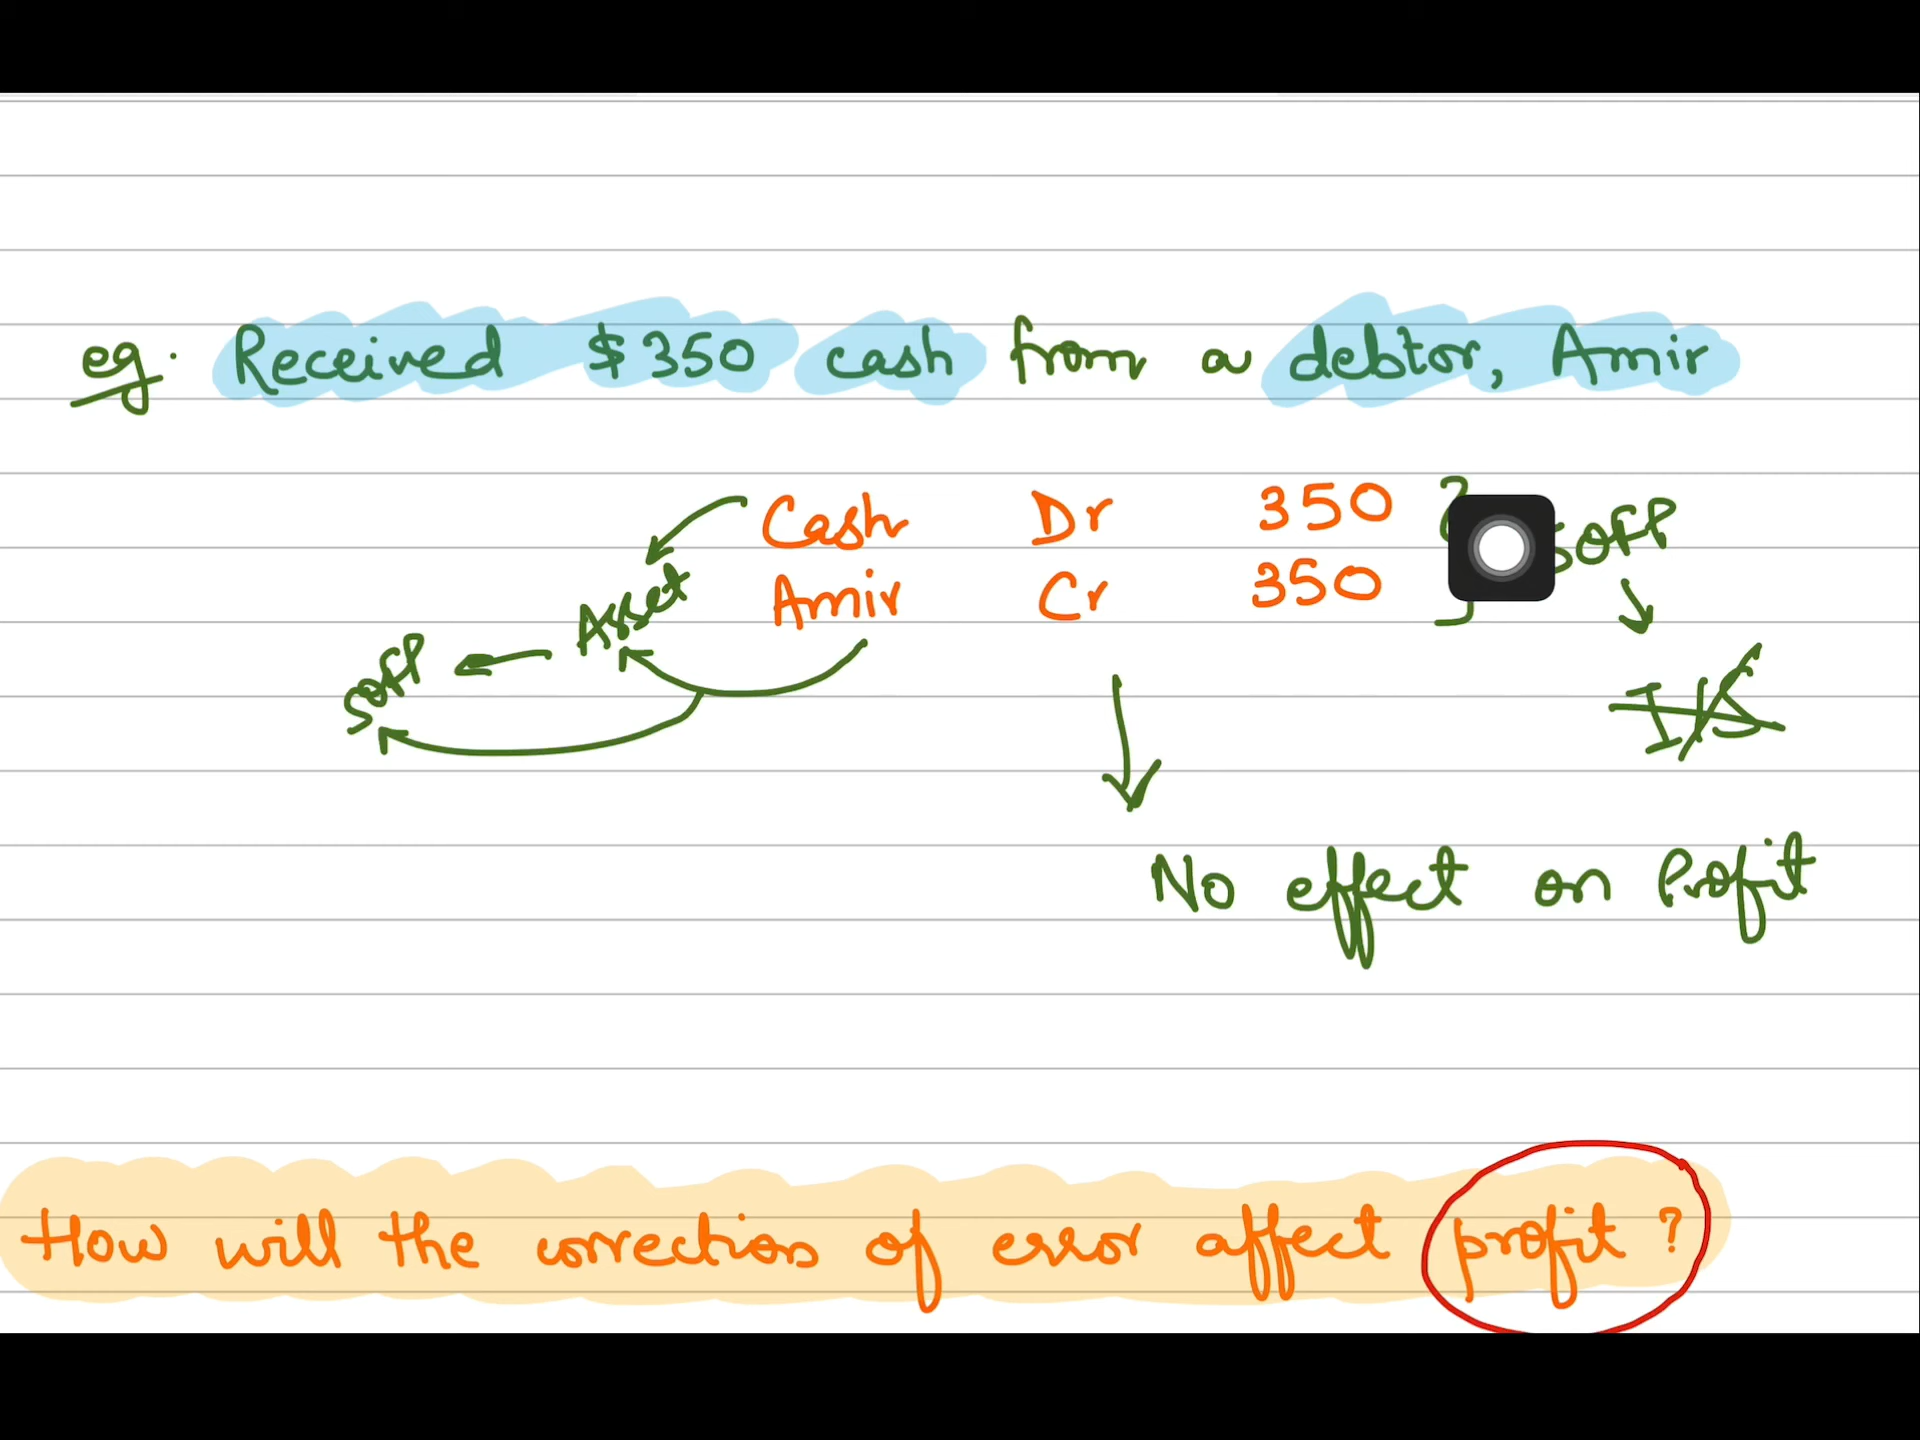 eg. Received $350 cash from a debtor, Amir
Cash Dr 350
Amir Cr 350
SOFP
Asset
SOFP
I/S
No effect on Profit
How will the correction of error affect profit?